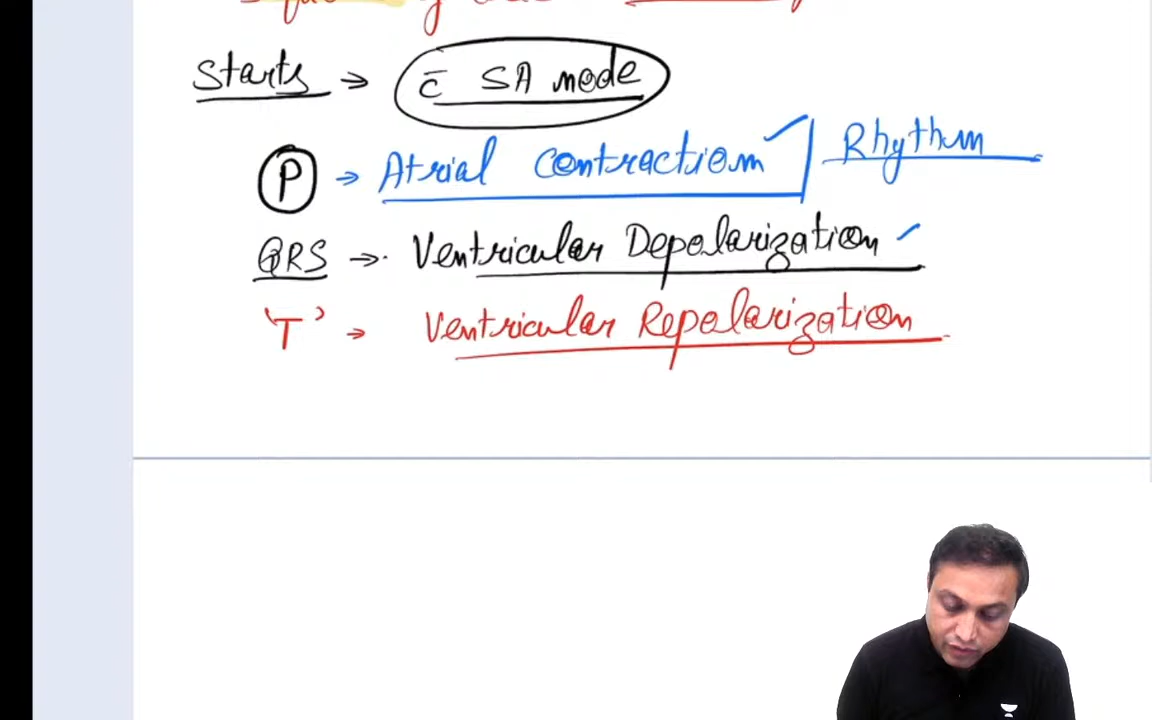 Starts → c̄ SA node
P → Atrial Contraction Rhythm
QRS → Ventricular Depolarization
'T' → Ventricular Repolarization